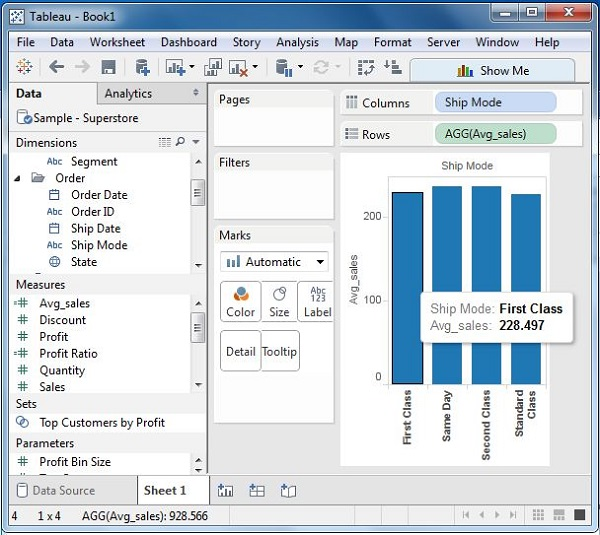 Tableau - Book1
File Data Worksheet Dashboard Story Analysis Map Format Server Window Help
Show Me
Data Analytics
Sample - Superstore
Dimensions
Abc Segment
Order
Order Date
Abc Order ID
Ship Date
Abc Ship Mode
State
Measures
Avg_sales
Discount
Profit
Profit Ratio
Quantity
Sales
Sets
Top Customers by Profit
Parameters
Profit Bin Size
Pages
Filters
Marks
Automatic
Abc
123
Color Size Label
Detail Tooltip
Columns Ship Mode
Rows AGG(Avg_sales)
Ship Mode
Avg_sales
200
100
0
Ship Mode: First Class
Avg_sales: 228.497
First Class
Same Day
Second Class
Standard
Class
Data Source Sheet 1
4 1 x 4 AGG(Avg_sales): 928.566